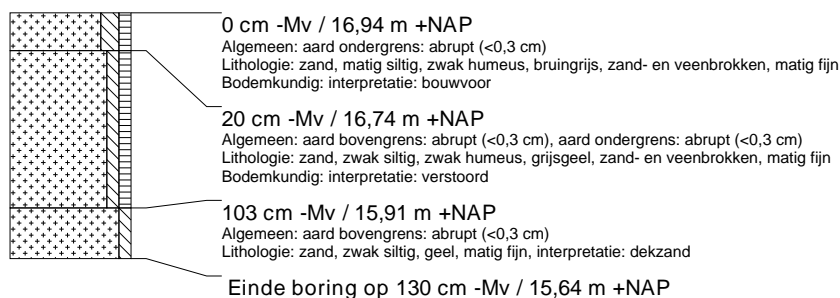 0 cm -Mv / 16,94 m +NAP
Algemeen: aard ondergrens: abrupt (<0,3 cm)
Lithologie: zand, matig siltig, zwak humeus, bruingrijs, zand- en veenbrokken, matig fijn
Bodemkundig: interpretatie: bouwvoor
20 cm -Mv / 16,74 m +NAP
Algemeen: aard bovengrens: abrupt (<0,3 cm), aard ondergrens: abrupt (<0,3 cm)
Lithologie: zand, zwak siltig, zwak humeus, grijsgeel, zand- en veenbrokken, matig fijn
Bodemkundig: interpretatie: verstoord
103 cm -Mv / 15,91 m +NAP
Algemeen: aard bovengrens: abrupt (<0,3 cm)
Lithologie: zand, zwak siltig, geel, matig fijn, interpretatie: dekzand
Einde boring op 130 cm -Mv / 15,64 m +NAP